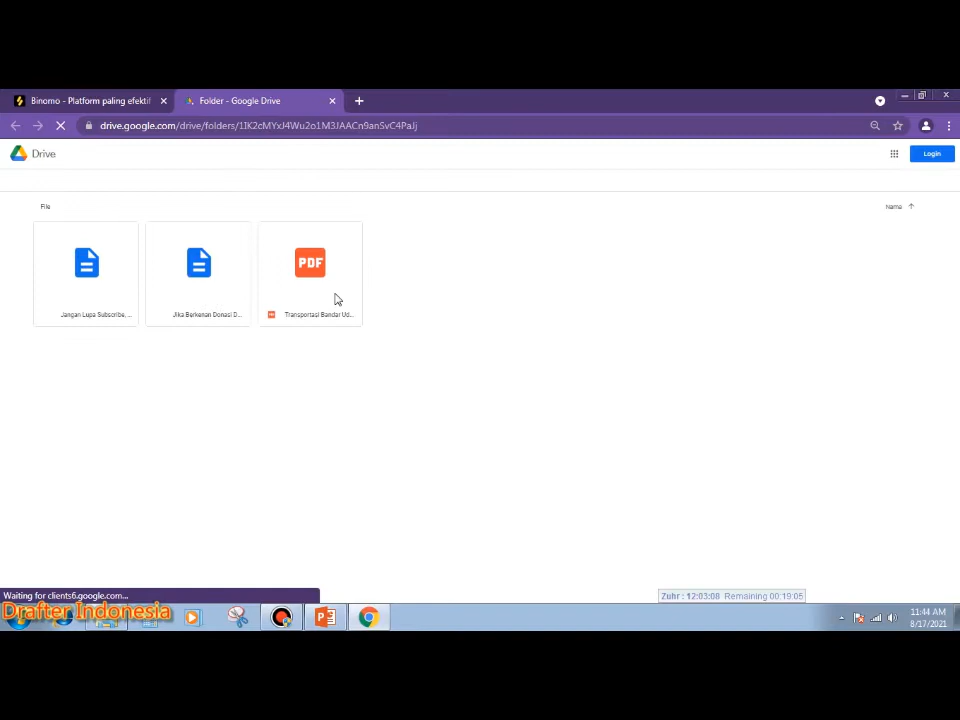 Binomo - Platform paling efektif
Folder - Google Drive
drive.google.com/drive/folders/1IK2cMYxJ4Wu2o1M3JAACn9anSvC4PaJj
Drive
Login
File
Name
PDF
Jangan Lupa Subscribe, ...
Jika Berkenan Donasi D...
Transportasi Bandar Ud...
Waiting for clients6.google.com...
Zuhr : 12:03:08 Remaining 00:19:05
Drafter Indonesia
11:44 AM
8/17/2021